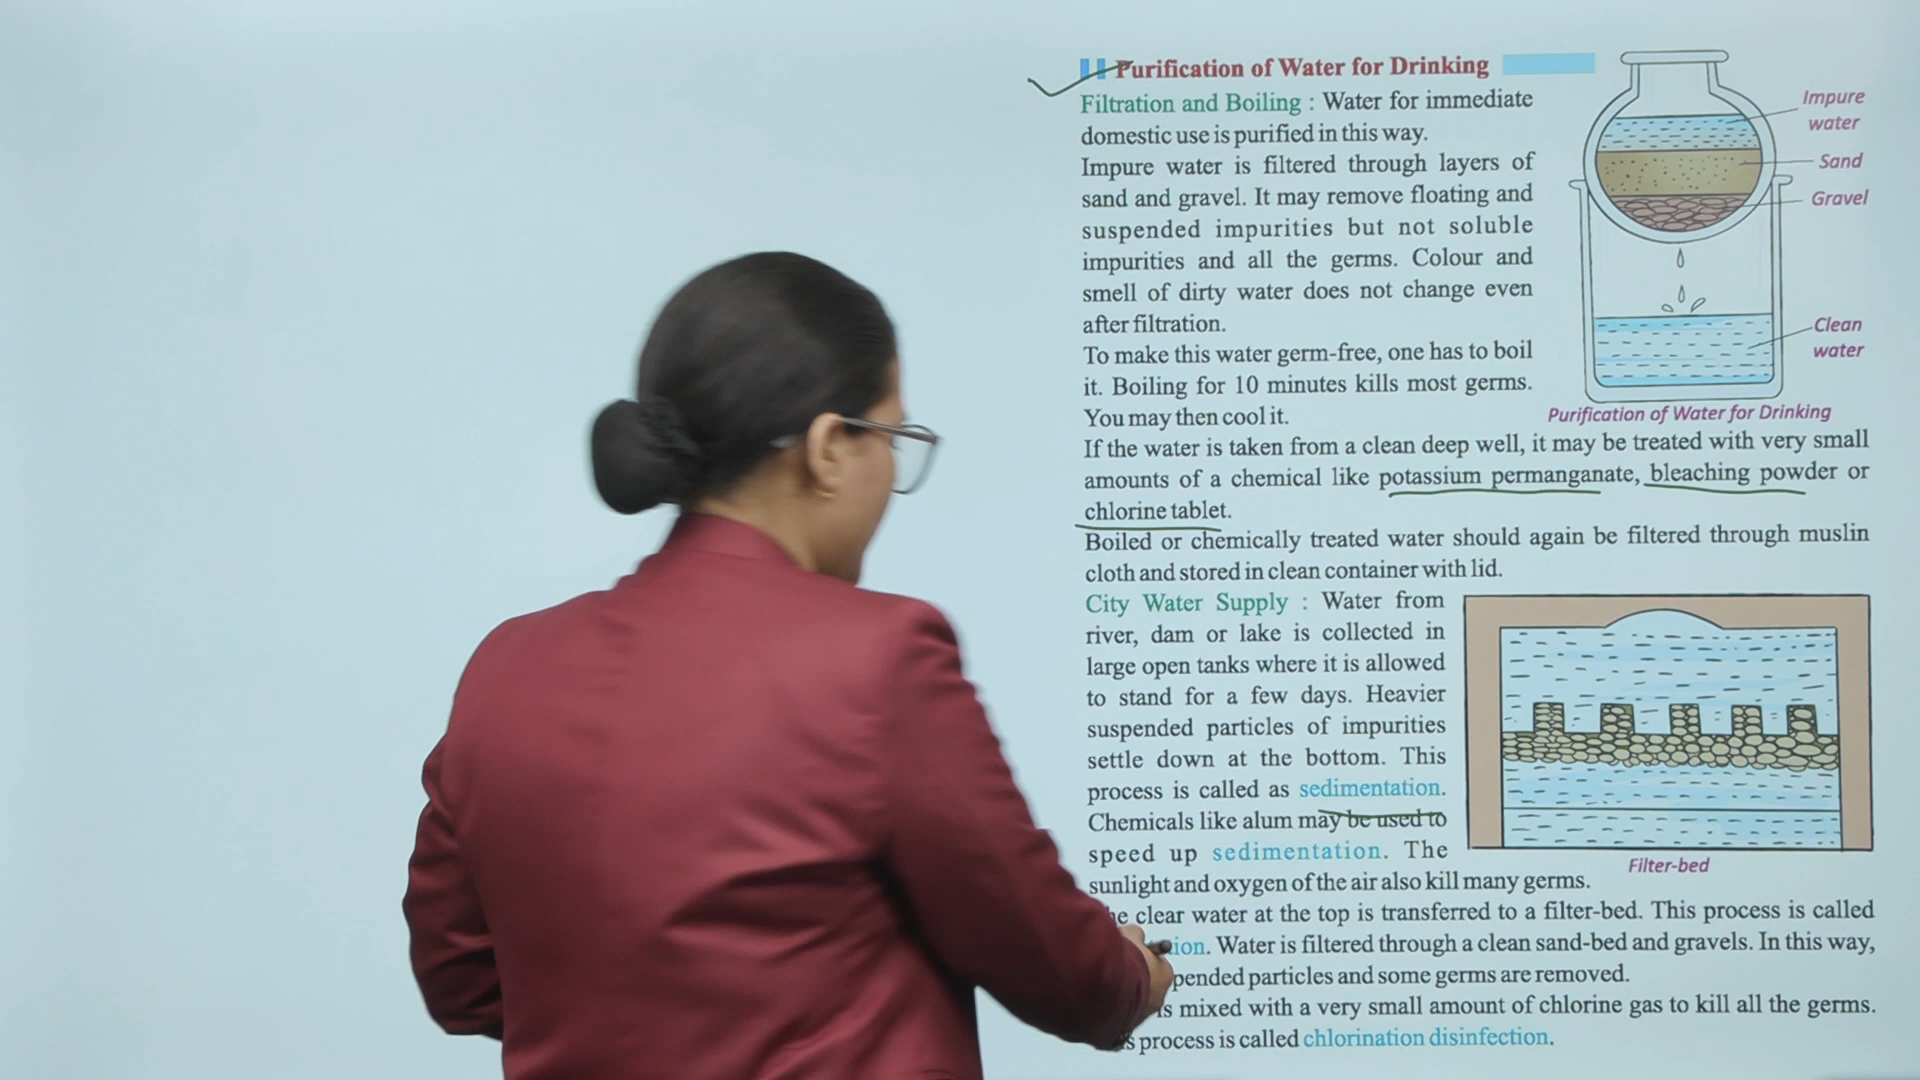 Purification of Water for Drinking
Filtration and Boiling : Water for immediate
domestic use is purified in this way.
Impure water is filtered through layers of
sand and gravel. It may remove floating and
suspended impurities but not soluble
impurities and all the germs. Colour and
smell of dirty water does not change even
after filtration.
To make this water germ-free, one has to boil
it. Boiling for 10 minutes kills most germs.
You may then cool it.
Impure
water
Sand
Gravel
Clean
water
Purification of Water for Drinking
If the water is taken from a clean deep well, it may be treated with very small
amounts of a chemical like potassium permanganate, bleaching powder or
chlorine tablet.
Boiled or chemically treated water should again be filtered through muslin
cloth and stored in clean container with lid.
City Water Supply : Water from
river, dam or lake is collected in
large open tanks where it is allowed
to stand for a few days. Heavier
suspended particles of impurities
settle down at the bottom. This
process is called as sedimentation.
Chemicals like alum may be used to
speed up sedimentation. The
Filter-bed
sunlight and oxygen of the air also kill many germs.
clear water at the top is transferred to a filter-bed. This process is called
Water is filtered through a clean sand-bed and gravels. In this way,
particles and some germs are removed.
mixed with a very small amount of chlorine gas to kill all the germs.
process is called chlorination disinfection.